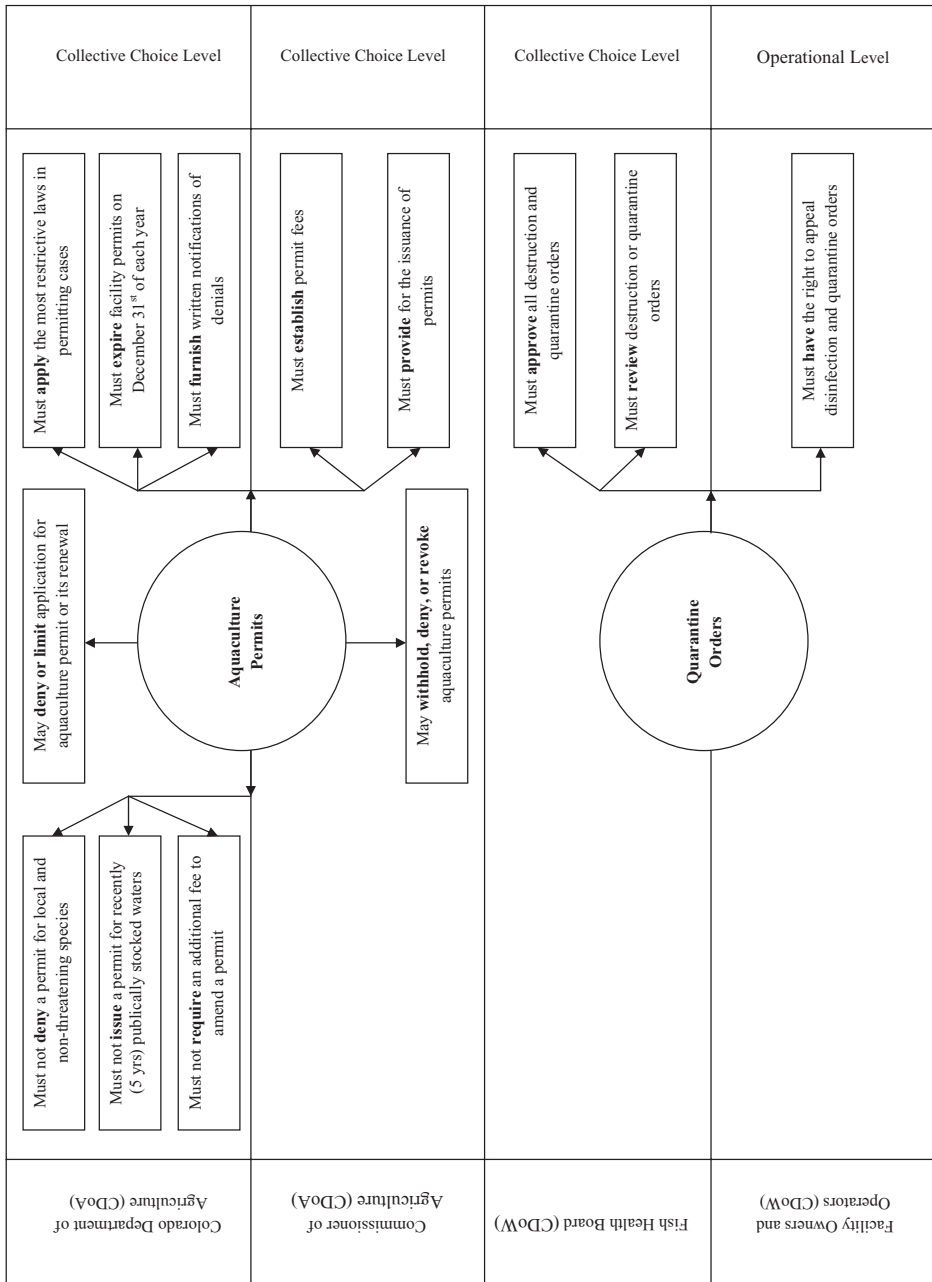 Colorado Department of
Agriculture (CDoA)
Must not deny a permit for local and
non-threatening species
Must not issue a permit for recently
(5 yrs) publically stocked waters
Must not require an additional fee to
amend a permit
May deny or limit application for
aquaculture permit or its renewal
Must apply the most restrictive laws in
permitting cases
Must expire facility permits on
December 31st of each year
Must furnish written notifications of
denials
Collective Choice Level
Aquaculture
Permits
Commissioner of
Agriculture (CDoA)
May withhold, deny, or revoke
aquaculture permits
Must establish permit fees
Must provide for the issuance of
permits
Collective Choice Level
Fish Health Board (CDoW)
Must approve all destruction and
quarantine orders
Must review destruction or quarantine
orders
Collective Choice Level
Quarantine
Orders
Facility Owners and
Operators (CDoW)
Must have the right to appeal
disinfection and quarantine orders
Operational Level